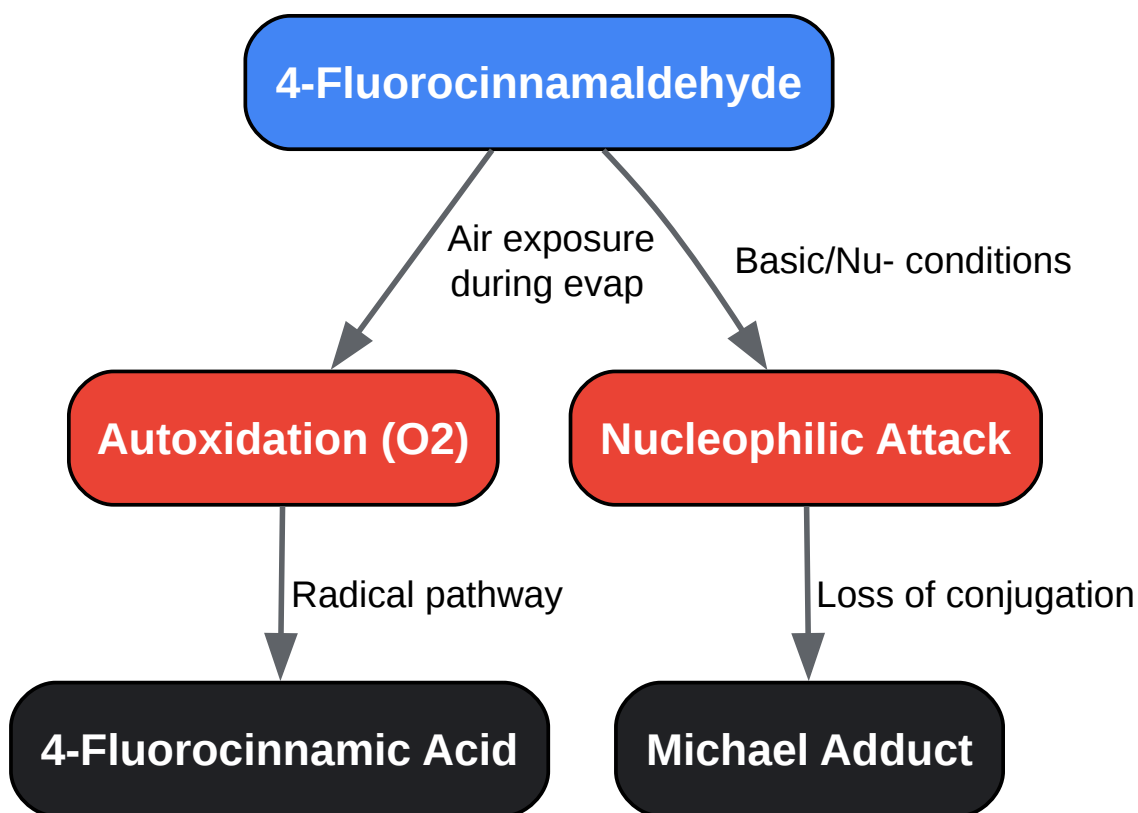 4-Fluorocinnamaldehyde
Air exposure
during evap
Basic/Nu- conditions
Autoxidation (O2)
Nucleophilic Attack
Radical pathway
Loss of conjugation
4-Fluorocinnamic Acid
Michael Adduct